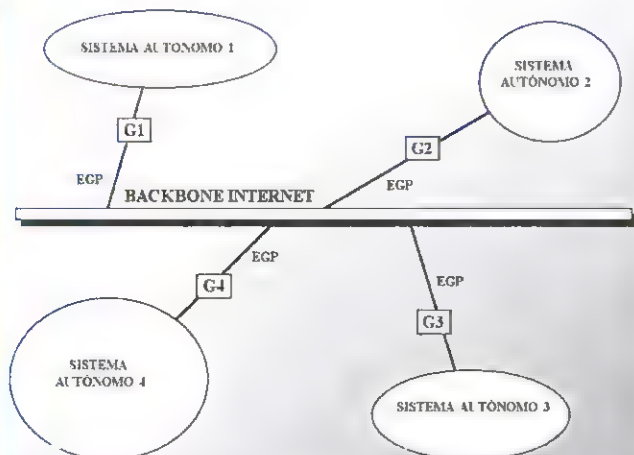 SISTEMA AUTÓNOMO 1
SISTEMA
AUTÓNOMO 2
G1
G2
EGP
EGP
BACKBONE INTERNET
EGP
G4
EGP
G3
SISTEMA
AUTÓNOMO 4
SISTEMA AUTÓNOMO 3